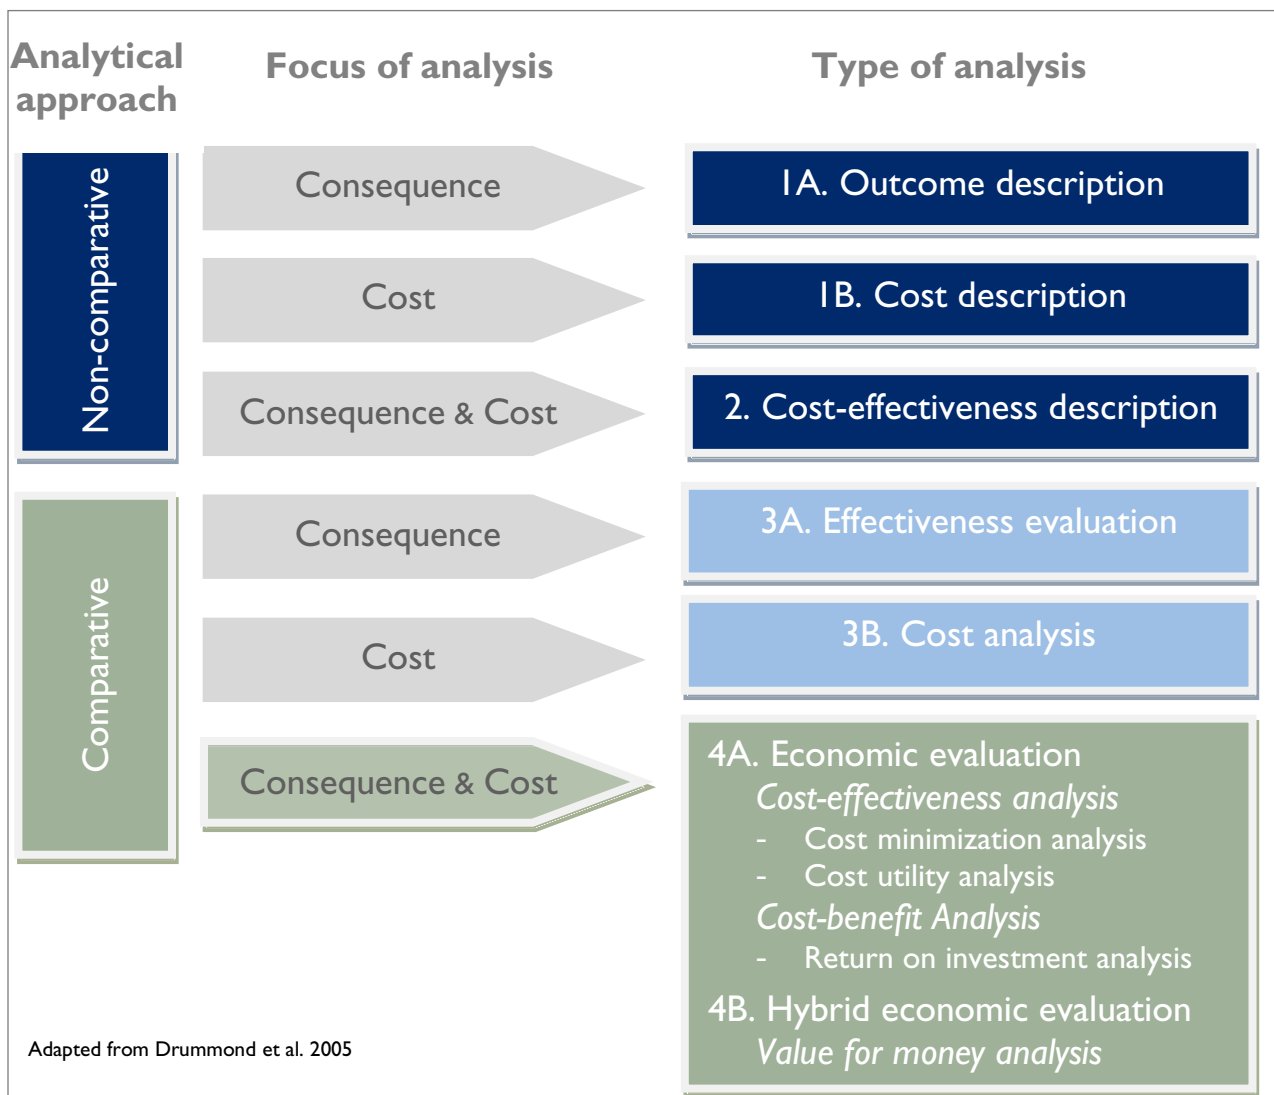 Analytical
approach
Focus of analysis
Type of analysis
Non-comparative
Consequence
1A. Outcome description
Cost
1B. Cost description
Consequence & Cost
2. Cost-effectiveness description
Comparative
Consequence
3A. Effectiveness evaluation
Cost
3B. Cost analysis
Consequence & Cost
4A. Economic evaluation
Cost-effectiveness analysis
- Cost minimization analysis
- Cost utility analysis
Cost-benefit Analysis
- Return on investment analysis
4B. Hybrid economic evaluation
Value for money analysis
Adapted from Drummond et al. 2005